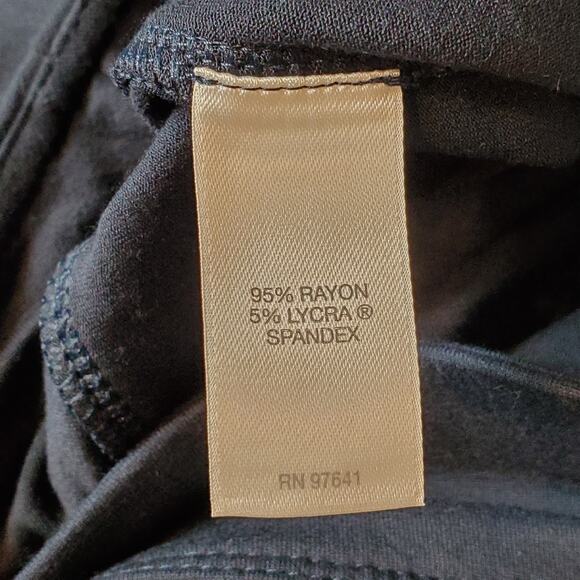 95% RAYON
5% LYCRA ®
SPANDEX
RN 97641